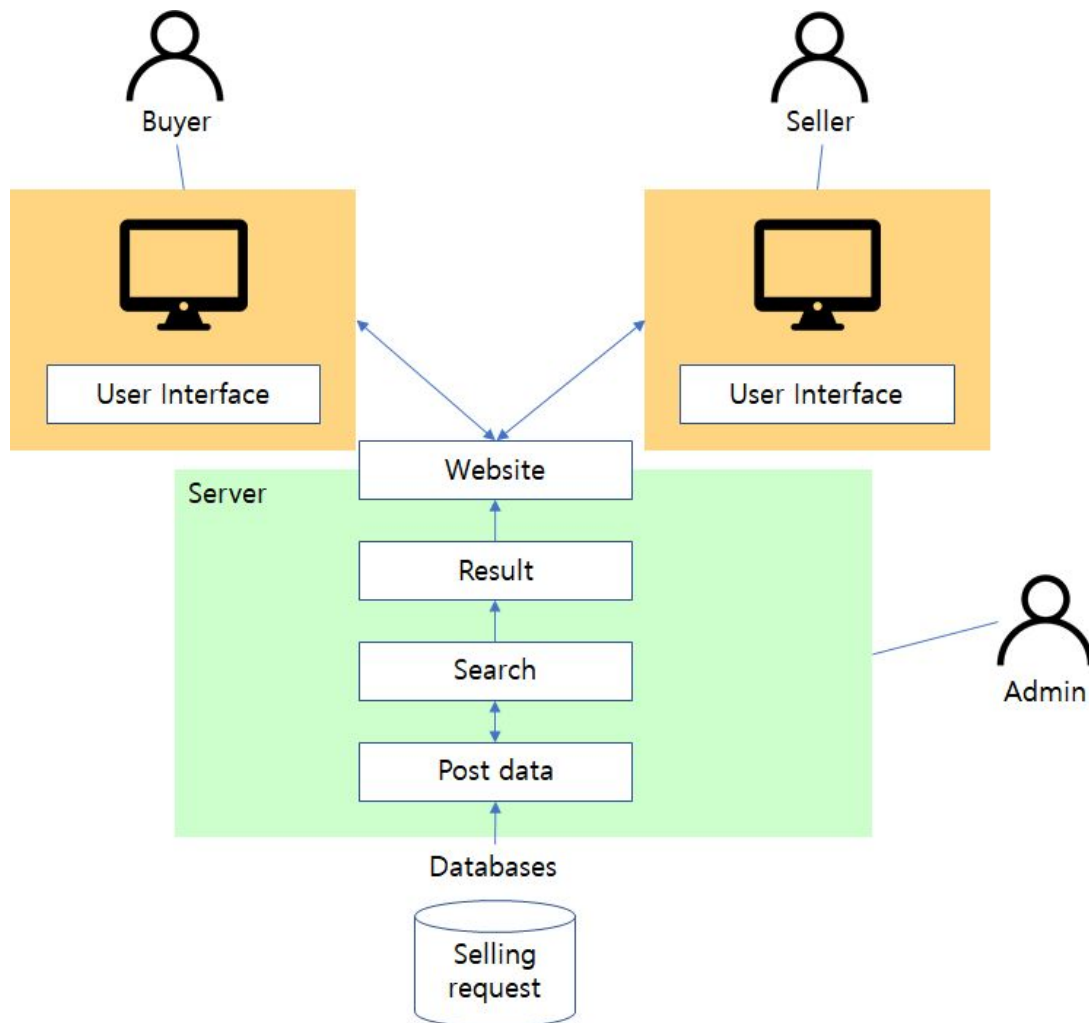 Buyer
Seller
User Interface
User Interface
Website
Server
Result
Search
Admin
Post data
Databases
Selling
request